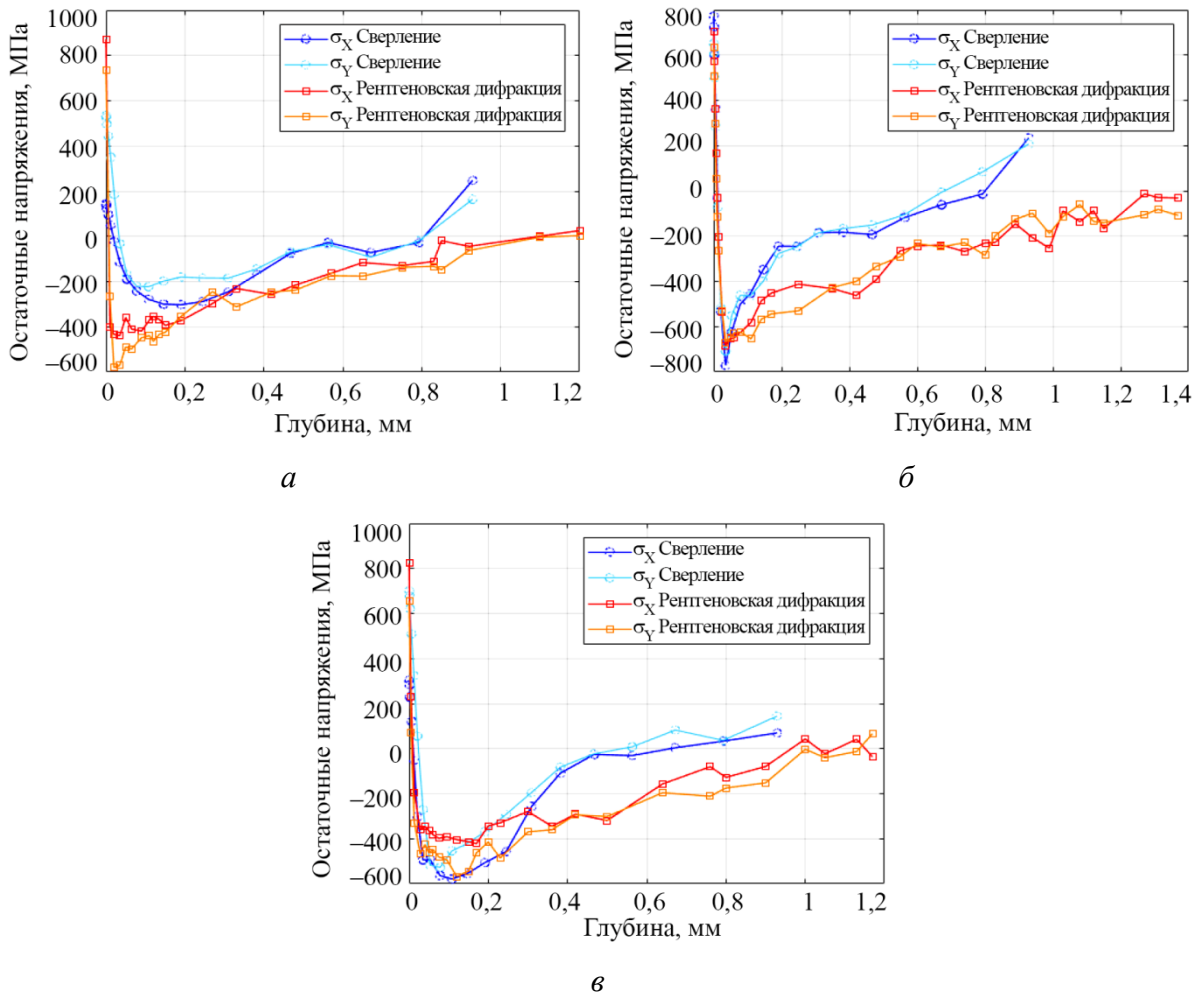 Остаточные напряжения, МПа
1000
800
600
400
200
0
–200
–400
–600
σX Сверление
σY Сверление
σX Рентгеновская дифракция
σY Рентгеновская дифракция
0 0,2 0,4 0,6 0,8 1 1,2
Глубина, мм
а
Остаточные напряжения, МПа
800
600
400
200
0
–200
–400
–600
–800
σX Сверление
σY Сверление
σX Рентгеновская дифракция
σY Рентгеновская дифракция
0 0,2 0,4 0,6 0,8 1 1,2 1,4
Глубина, мм
б
Остаточные напряжения, МПа
1000
800
600
400
200
0
–200
–400
–600
σX Сверление
σY Сверление
σX Рентгеновская дифракция
σY Рентгеновская дифракция
0 0,2 0,4 0,6 0,8 1 1,2
Глубина, мм
в